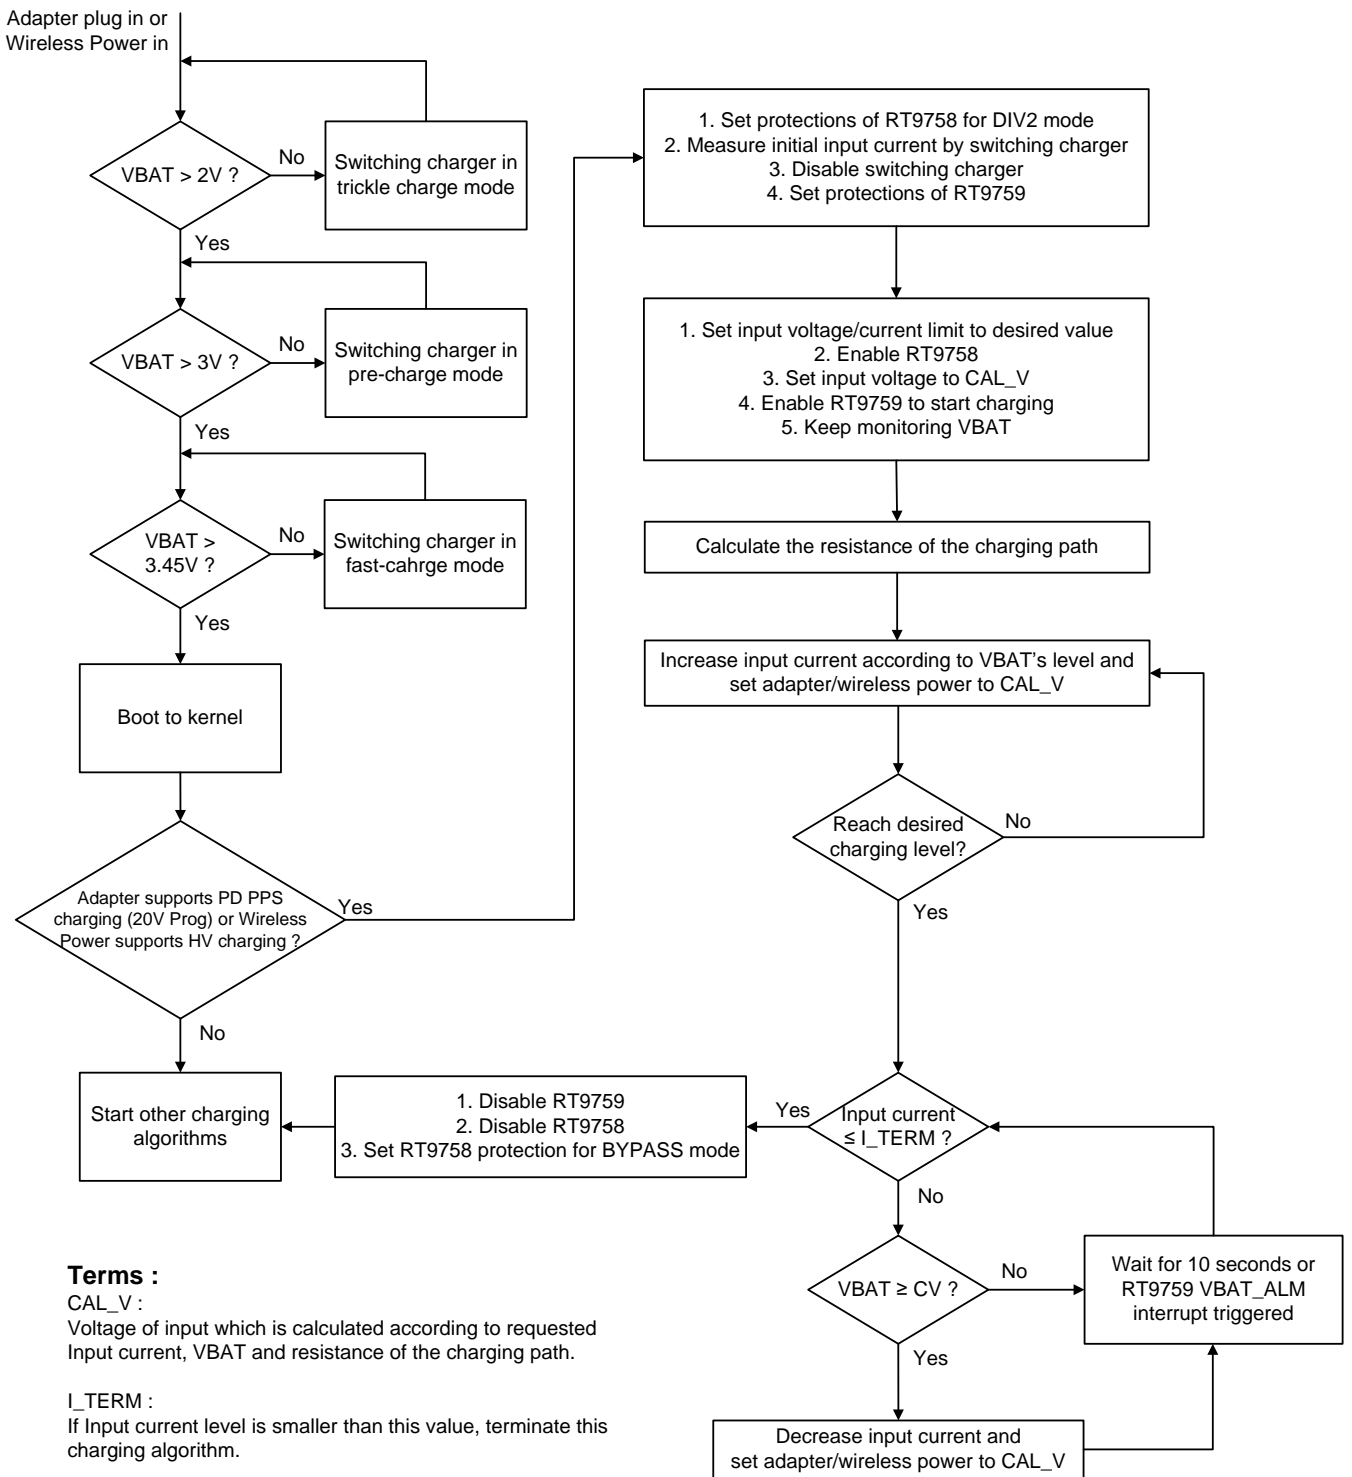 Adapter plug in or
Wireless Power in
VBAT > 2V ?
No
Switching charger in
trickle charge mode
Yes
VBAT > 3V ?
No
Switching charger in
pre-charge mode
Yes
VBAT >
3.45V ?
No
Switching charger in
fast-cahrge mode
Yes
Boot to kernel
Adapter supports PD PPS
charging (20V Prog) or Wireless
Power supports HV charging ?
Yes
No
Start other charging
algorithms
1. Set protections of RT9758 for DIV2 mode
2. Measure initial input current by switching charger
3. Disable switching charger
4. Set protections of RT9759
1. Set input voltage/current limit to desired value
2. Enable RT9758
3. Set input voltage to CAL_V
4. Enable RT9759 to start charging
5. Keep monitoring VBAT
Calculate the resistance of the charging path
Increase input current according to VBAT's level and
set adapter/wireless power to CAL_V
Reach desired
charging level?
No
Yes
Input current
≤ I_TERM ?
Yes
1. Disable RT9759
2. Disable RT9758
3. Set RT9758 protection for BYPASS mode
No
VBAT ≥ CV ?
No
Wait for 10 seconds or
RT9759 VBAT_ALM
interrupt triggered
Yes
Decrease input current and
set adapter/wireless power to CAL_V
Terms :
CAL_V :
Voltage of input which is calculated according to requested
Input current, VBAT and resistance of the charging path.
I_TERM :
If Input current level is smaller than this value, terminate this
charging algorithm.